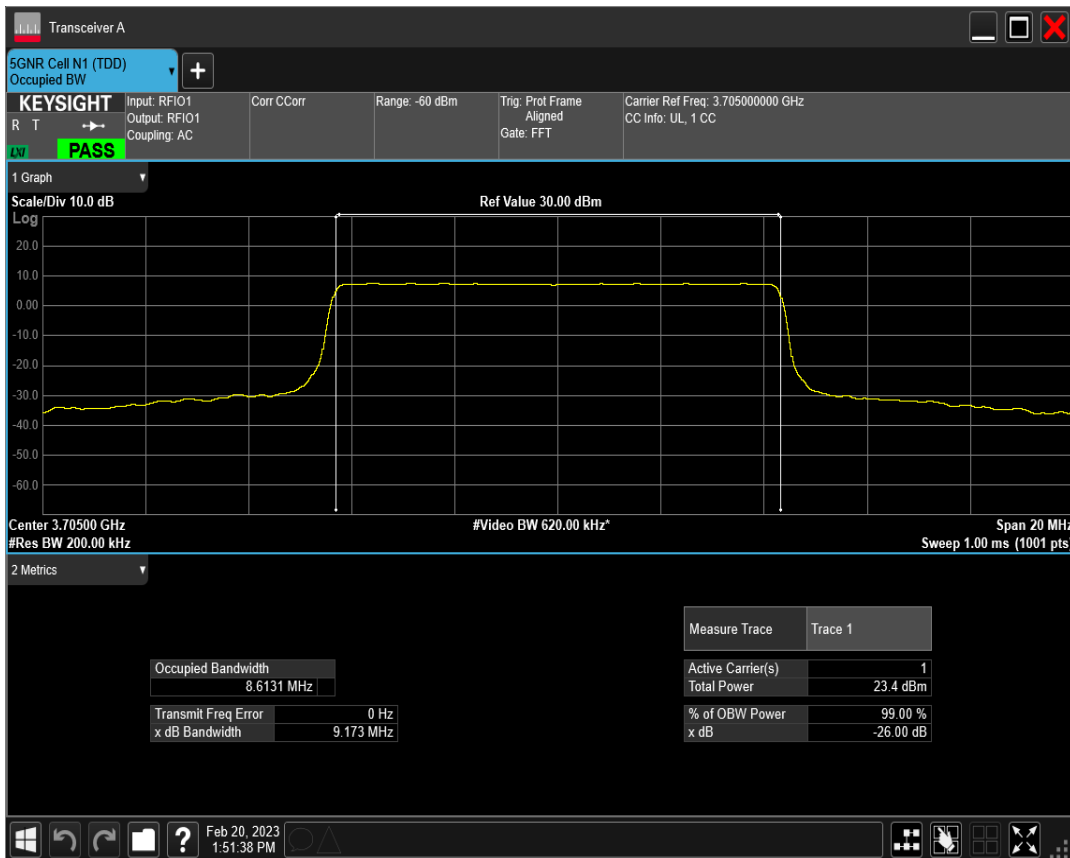 Transceiver A
5GNR Cell N1 (TDD)
Occupied BW
KEYSIGHT
R T
LXI
PASS
Input: RFIO1
Output: RFIO1
Coupling: AC
Corr CCorr
Range: -60 dBm
Trig: Prot Frame
Aligned
Gate: FFT
Carrier Ref Freq: 3.705000000 GHz
CC Info: UL, 1 CC
1 Graph
Scale/Div 10.0 dB
Ref Value 30.00 dBm
Log
20.0
10.0
0.00
-10.0
-20.0
-30.0
-40.0
-50.0
-60.0
Center 3.70500 GHz
#Video BW 620.00 kHz*
Span 20 MHz
#Res BW 200.00 kHz
Sweep 1.00 ms (1001 pts)
2 Metrics
Measure Trace Trace 1
Occupied Bandwidth
8.6131 MHz
Active Carrier(s) 1
Total Power 23.4 dBm
Transmit Freq Error 0 Hz
x dB Bandwidth 9.173 MHz
% of OBW Power 99.00 %
x dB -26.00 dB
?
Feb 20, 2023
1:51:38 PM